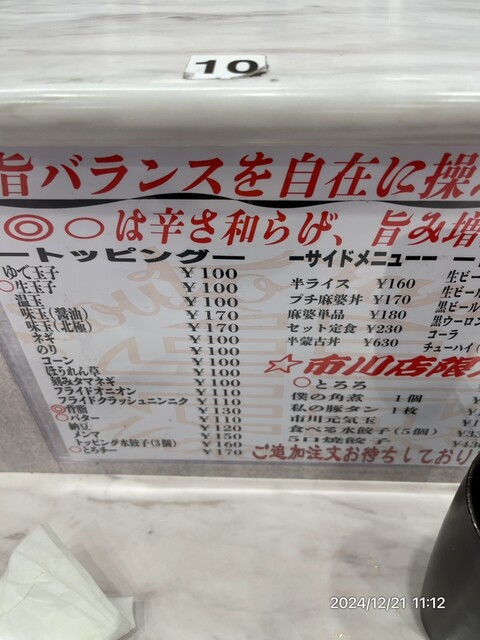 10
旨バランスを自在に操
◎○は辛さ和らげ、旨み増
ートッピングー
ゆで玉子 ¥100
○生玉子 ¥100
温玉 ¥100
味玉(醤油) ¥170
味玉(北極) ¥170
ネギ ¥100
のり ¥100
コーン ¥100
ほうれん草 ¥100
刻みタマネギ ¥100
フライドオニオン ¥110
フライドクラッシュニンニク ¥110
◎背脂 ¥130
○バター ¥110
納豆 ¥120
メンマ ¥150
トッピング水餃子(3個) ¥160
○とろチー ¥170
ーサイドメニューー
半ライス ¥160
プチ麻婆丼 ¥170
麻婆単品 ¥180
セット定食 ¥230
半蒙古丼 ¥630
☆市川店限
○とろろ
僕の角煮 1個
私の豚タン 1枚
市川元気玉
食べる水餃子(5個)
5口焼餃子
ご追加注文お待ちしており
生ビー
生ビー
黒ビー
黒ウーロン
コーラ
チューハイ(
2024/12/21 11:12